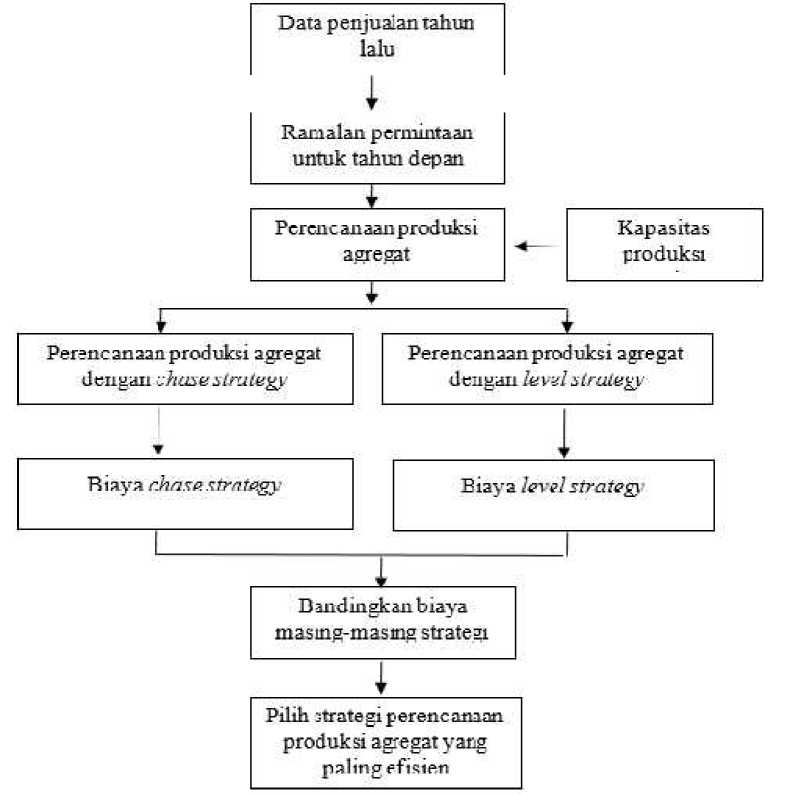 Data penjualan tahun
lalu
Ramalan permintaan
untuk tahun depan
Perencanaan produksi
agregat
Kapasitas
produksi
Perencanaan produksi agregat
dengan chase strategy
Perencanaan produksi agregat
dengan level strategy
Biaya chase strategy
Biaya level strategy
Bandingkan biaya
masing-masing strategi
Pilih strategi perencanaan
produksi agregat yang
paling efisien